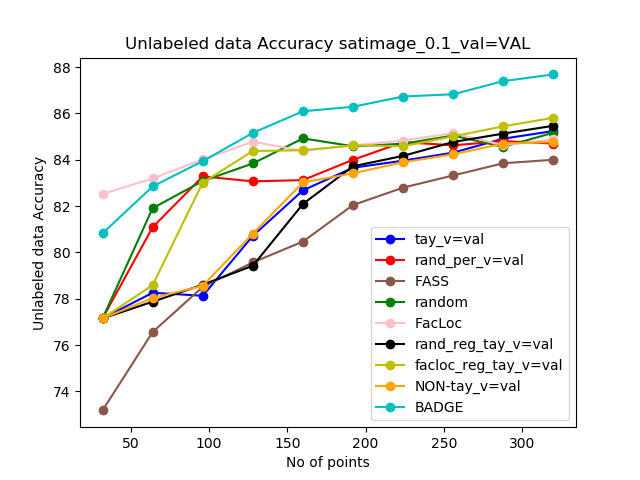 Unlabeled data Accuracy satimage_0.1_val=VAL
88
86
84
82
80
78
76
74
Unlabeled data Accuracy
50
100
150
200
250
300
No of points
tay_v=val
rand_per_v=val
FASS
random
FacLoc
rand_reg_tay_v=val
facloc_reg_tay_v=val
NON-tay_v=val
BADGE